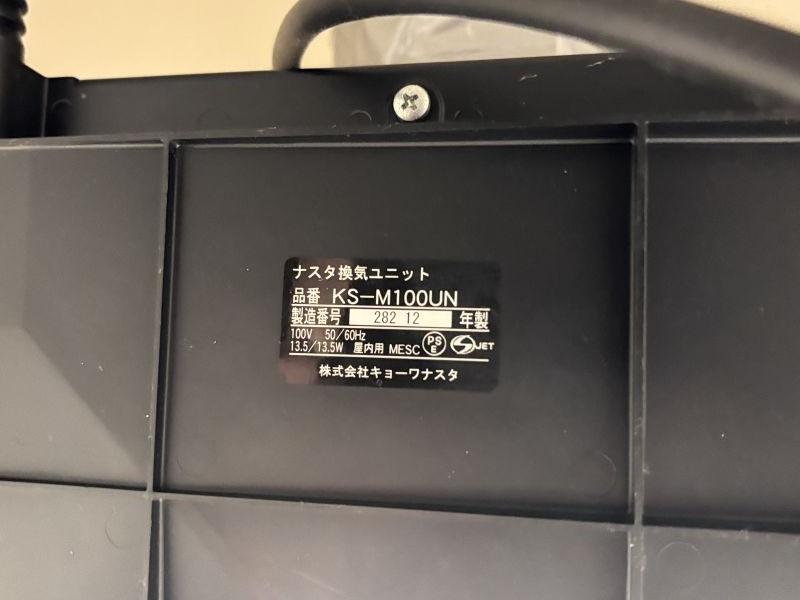 ナスタ換気ユニット
品番 KS-M100UN
製造番号 282 12 年製
100V 50/60Hz
13.5/13.5W 屋内用 MESC PSE JET
株式会社キョーワナスタ